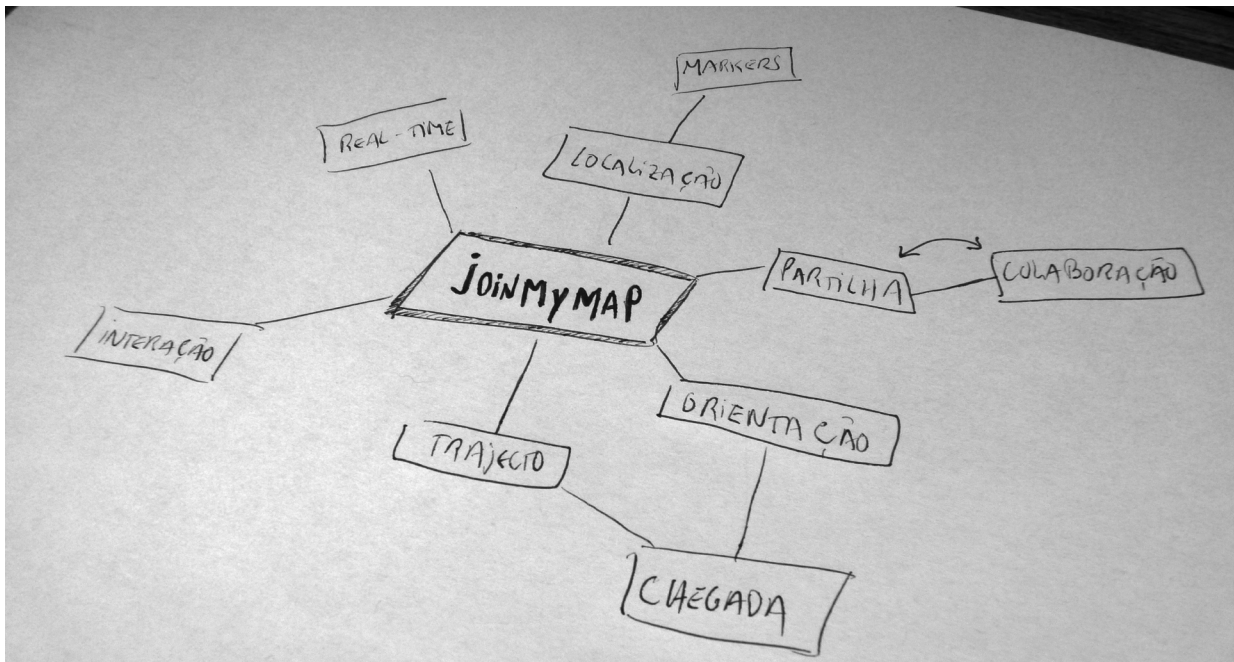 MARKERS
REAL-TIME
LOCALIZAÇÃO
JOINMYMAP
PARTILHA
COLABORAÇÃO
INTERAÇÃO
ORIENTAÇÃO
TRAJECTO
CHEGADA